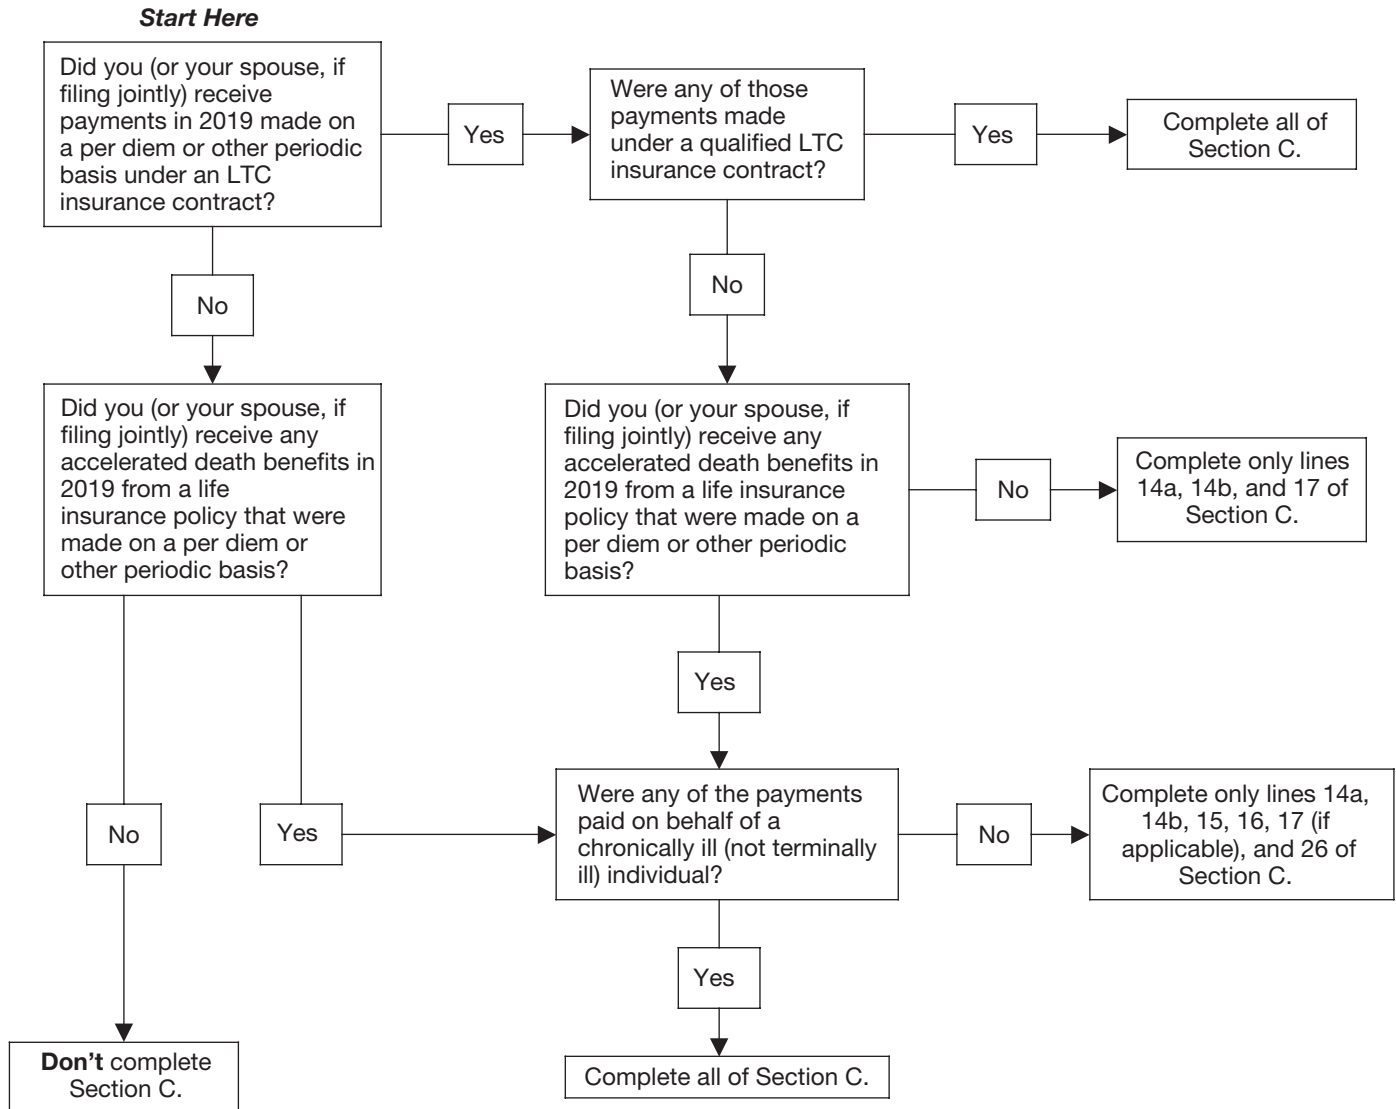 Start Here
Did you (or your spouse, if
filing jointly) receive
payments in 2019 made on
a per diem or other periodic
basis under an LTC
insurance contract?
Yes
Were any of those
payments made
under a qualified LTC
insurance contract?
Yes
Complete all of
Section C.
No
No
Did you (or your spouse, if
filing jointly) receive any
accelerated death benefits in
2019 from a life
insurance policy that were
made on a per diem or
other periodic basis?
Did you (or your spouse, if
filing jointly) receive any
accelerated death benefits in
2019 from a life insurance
policy that were made on a
per diem or other periodic
basis?
No
Complete only lines
14a, 14b, and 17 of
Section C.
Yes
No
Yes
Were any of the payments
paid on behalf of a
chronically ill (not terminally
ill) individual?
No
Complete only lines 14a,
14b, 15, 16, 17 (if
applicable), and 26 of
Section C.
Yes
Don't complete
Section C.
Complete all of Section C.